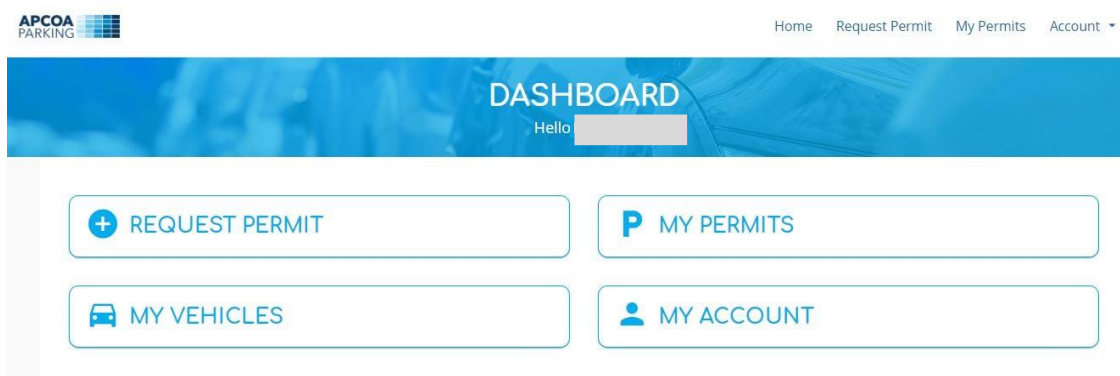 APCOA
PARKING
Home Request Permit My Permits Account
DASHBOARD
Hello
REQUEST PERMIT
P MY PERMITS
MY VEHICLES
MY ACCOUNT